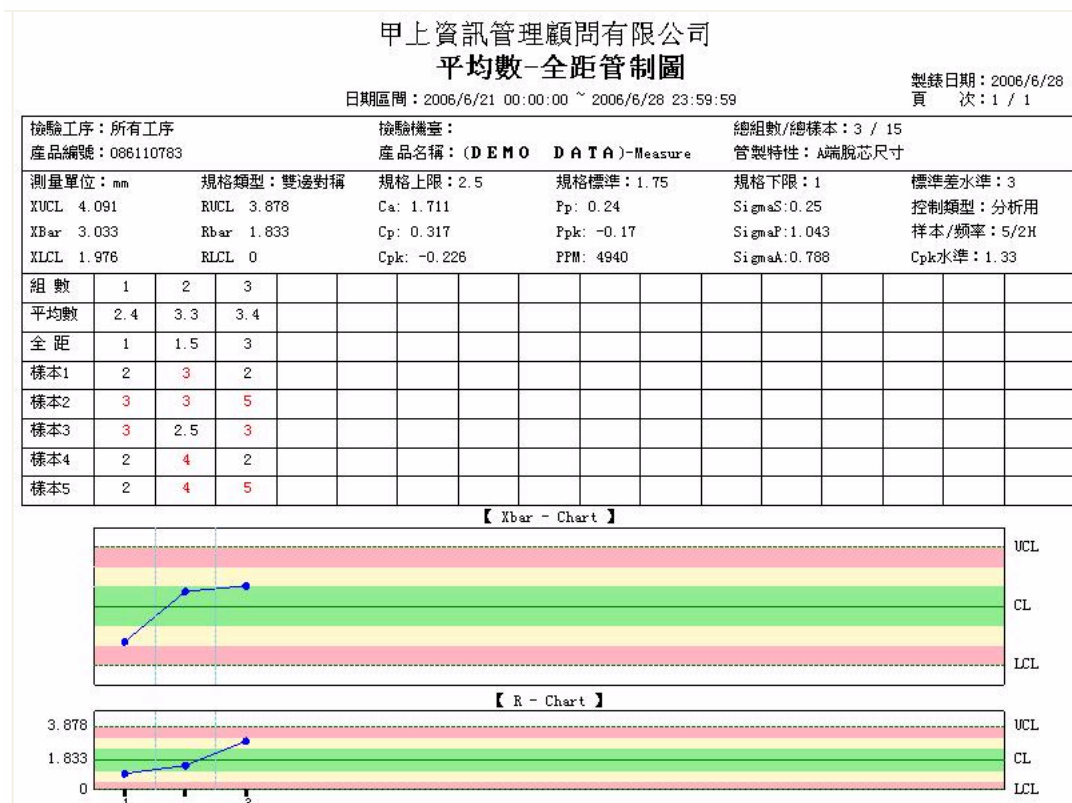 甲上資訊管理顧問有限公司
平均數-全距管制圖
製錶日期：2006/6/28
日期區間：2006/6/21 00:00:00 ~ 2006/6/28 23:59:59
頁 次：1 / 1
檢驗工序：所有工序 檢驗機臺： 總組數/總樣本：3 / 15
產品編號：086110783 產品名稱：(DEMO DATA)-Measure 管製特性：A端脫芯尺寸
測量單位：mm 規格類型：雙邊對稱 規格上限：2.5 規格標準：1.75 規格下限：1 標準差水準：3
XUCL 4.091 RUCL 3.878 Ca: 1.711 Pp: 0.24 SigmaS:0.25 控制類型：分析用
XBar 3.033 Rbar 1.833 Cp: 0.317 Ppk: -0.17 SigmaP:1.043 样本/频率：5/2H
XLCL 1.976 RLCL 0 Cpk: -0.226 PPM: 4940 SigmaA:0.788 Cpk水準：1.33
組 數 1 2 3
平均數 2.4 3.3 3.4
全 距 1 1.5 3
樣本1 2 3 2
樣本2 3 3 5
樣本3 3 2.5 3
樣本4 2 4 2
樣本5 2 4 5
【 Xbar - Chart 】
UCL
CL
LCL
【 R - Chart 】
3.878 UCL
1.833 CL
0 LCL
1 3